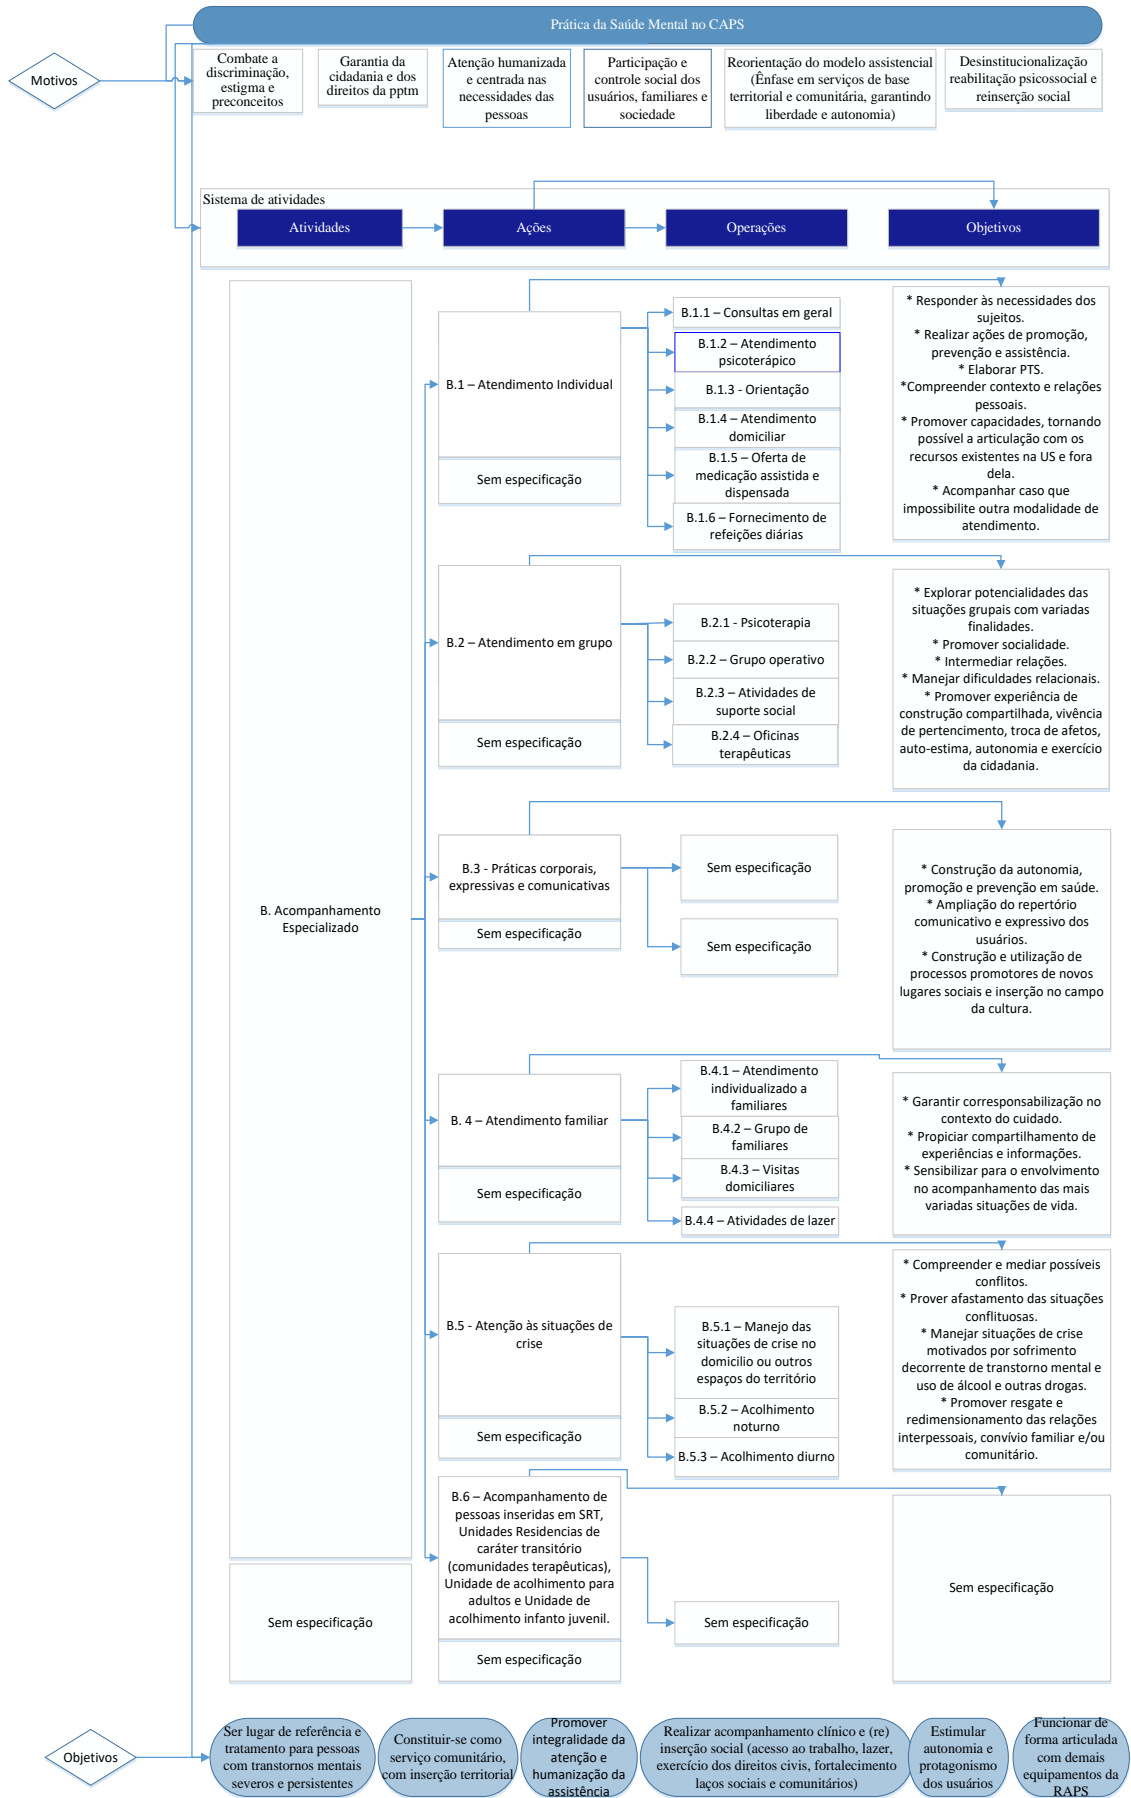 Prática da Saúde Mental no CAPS
Motivos
Combate a
discriminação,
estigma e
preconceitos
Garantia da
cidadania e dos
direitos da pptm
Atenção humanizada
e centrada nas
necessidades das
pessoas
Participação e
controle social dos
usuários, familiares e
sociedade
Reorientação do modelo assistencial
(Ênfase em serviços de base
territorial e comunitária, garantindo
liberdade e autonomia)
Desinstitucionalização
reabilitação psicossocial e
reinserção social
Sistema de atividades
Atividades
Ações
Operações
Objetivos
B. Acompanhamento
Especializado
Sem especificação
B.1 – Atendimento Individual
Sem especificação
B.1.1 – Consultas em geral
B.1.2 – Atendimento
psicoterápico
B.1.3 - Orientação
B.1.4 – Atendimento
domiciliar
B.1.5 – Oferta de
medicação assistida e
dispensada
B.1.6 – Fornecimento de
refeições diárias
* Responder às necessidades dos
sujeitos.
* Realizar ações de promoção,
prevenção e assistência.
* Elaborar PTS.
*Compreender contexto e relações
pessoais.
* Promover capacidades, tornando
possível a articulação com os
recursos existentes na US e fora
dela.
* Acompanhar caso que
impossibilite outra modalidade de
atendimento.
B.2 – Atendimento em grupo
Sem especificação
B.2.1 - Psicoterapia
B.2.2 – Grupo operativo
B.2.3 – Atividades de
suporte social
B.2.4 – Oficinas
terapêuticas
* Explorar potencialidades das
situações grupais com variadas
finalidades.
* Promover socialidade.
* Intermediar relações.
* Manejar dificuldades relacionais.
* Promover experiência de
construção compartilhada, vivência
de pertencimento, troca de afetos,
auto-estima, autonomia e exercício
da cidadania.
B.3 - Práticas corporais,
expressivas e comunicativas
Sem especificação
Sem especificação
Sem especificação
* Construção da autonomia,
promoção e prevenção em saúde.
* Ampliação do repertório
comunicativo e expressivo dos
usuários.
* Construção e utilização de
processos promotores de novos
lugares sociais e inserção no campo
da cultura.
B. 4 – Atendimento familiar
Sem especificação
B.4.1 – Atendimento
individualizado a
familiares
B.4.2 – Grupo de
familiares
B.4.3 – Visitas
domiciliares
B.4.4 – Atividades de lazer
* Garantir corresponsabilização no
contexto do cuidado.
* Propiciar compartilhamento de
experiências e informações.
* Sensibilizar para o envolvimento
no acompanhamento das mais
variadas situações de vida.
B.5 - Atenção às situações de
crise
Sem especificação
B.5.1 – Manejo das
situações de crise no
domicilio ou outros
espaços do território
B.5.2 – Acolhimento
noturno
B.5.3 – Acolhimento diurno
* Compreender e mediar possíveis
conflitos.
* Prover afastamento das situações
conflituosas.
* Manejar situações de crise
motivados por sofrimento
decorrente de transtorno mental e
uso de álcool e outras drogas.
* Promover resgate e
redimensionamento das relações
interpessoais, convívio familiar e/ou
comunitário.
B.6 – Acompanhamento de
pessoas inseridas em SRT,
Unidades Residencias de
caráter transitório
(comunidades terapêuticas),
Unidade de acolhimento para
adultos e Unidade de
acolhimento infanto juvenil.
Sem especificação
Sem especificação
Sem especificação
Objetivos
Ser lugar de referência e
tratamento para pessoas
com transtornos mentais
severos e persistentes
Constituir-se como
serviço comunitário,
com inserção territorial
Promover
integralidade da
atenção e
humanização da
assistência
Realizar acompanhamento clínico e (re)
inserção social (acesso ao trabalho, lazer,
exercício dos direitos civis, fortalecimento
laços sociais e comunitários)
Estimular
autonomia e
protagonismo
dos usuários
Funcionar de
forma articulada
com demais
equipamentos da
RAPS